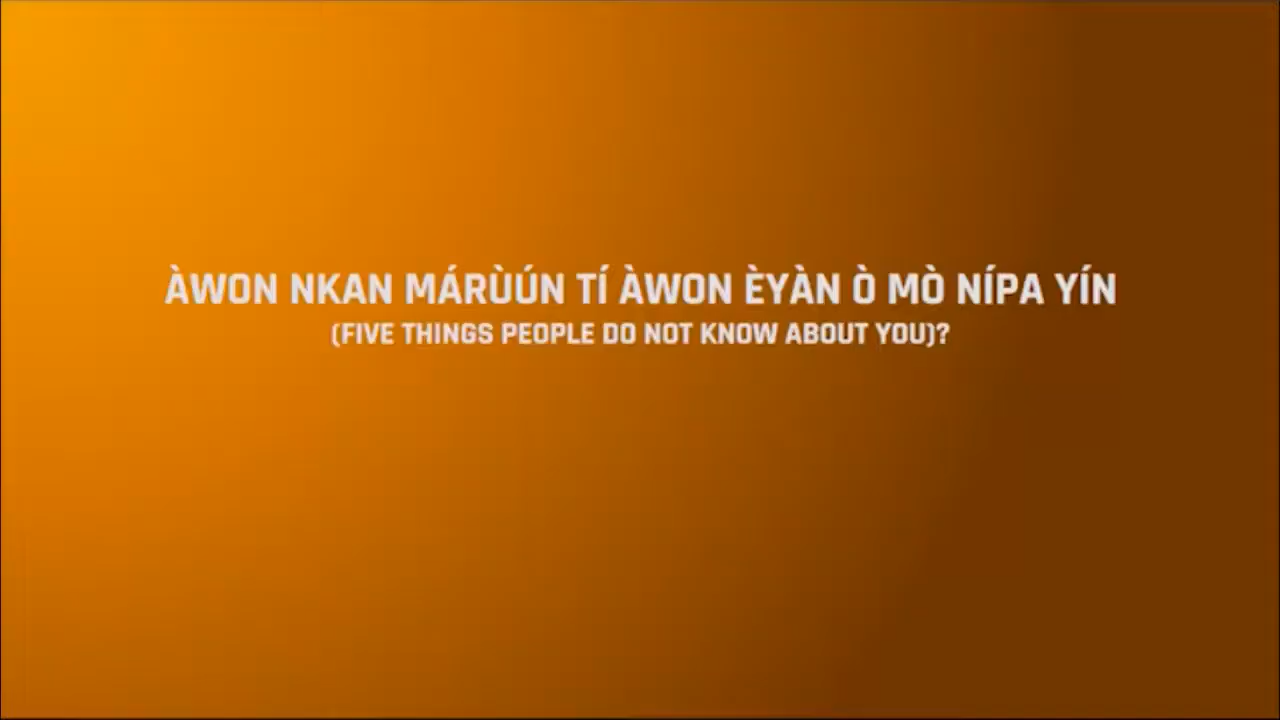 ÀWON NKAN MÁRÙÚN TÍ ÀWON ÈYÀN Ò MÒ NÍPA YÍN
(FIVE THINGS PEOPLE DO NOT KNOW ABOUT YOU)?